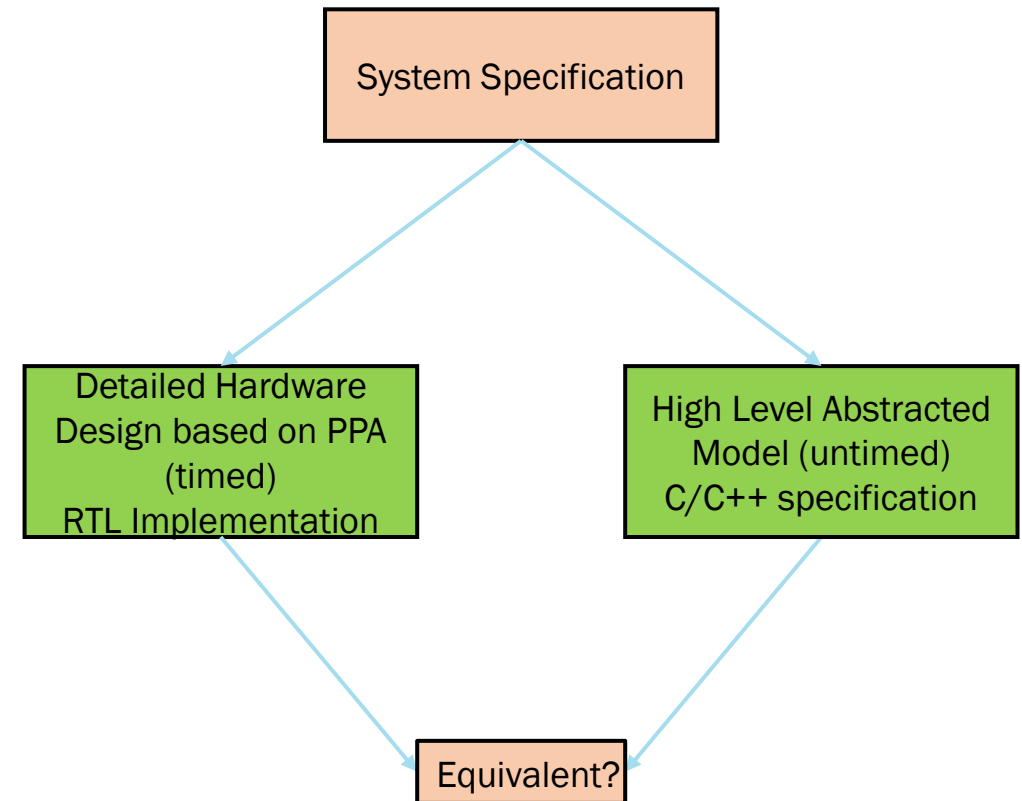 System Specification
Detailed Hardware
Design based on PPA
(timed)
RTL Implementation
High Level Abstracted
Model (untimed)
C/C++ specification
Equivalent?